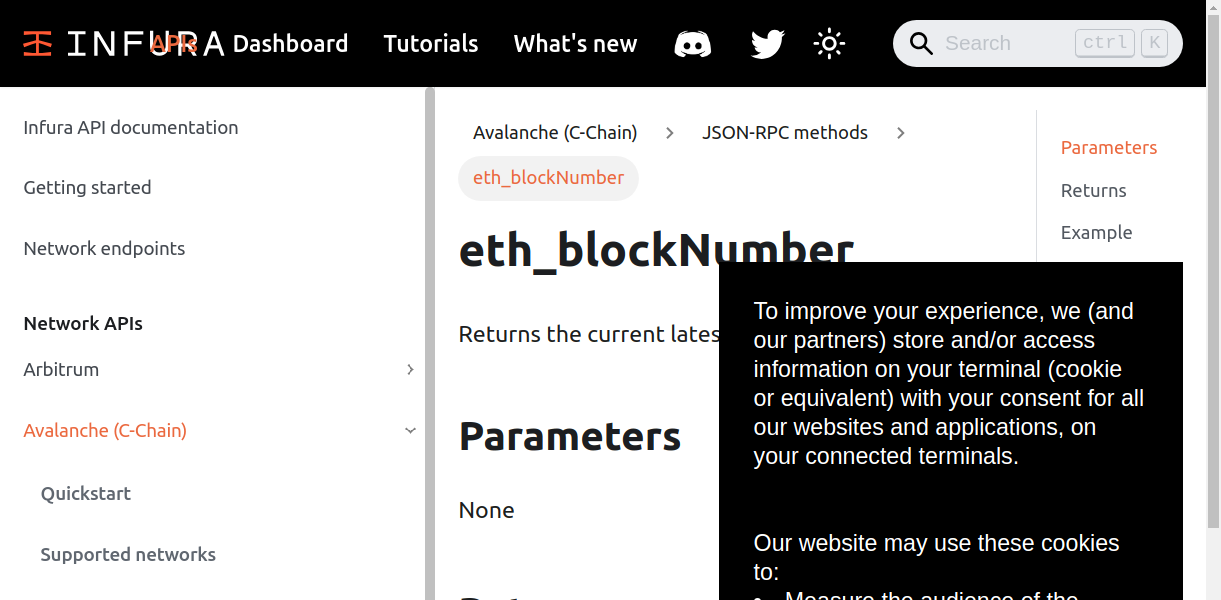 INFURA APIs Dashboard Tutorials What's new Search ctrl K
Infura API documentation
Getting started
Network endpoints
Network APIs
Arbitrum
Avalanche (C-Chain)
Quickstart
Supported networks
Avalanche (C-Chain) JSON-RPC methods
eth_blockNumber
eth_blockNumber
Returns the current lates
Parameters
None
Parameters
Returns
Example
To improve your experience, we (and
our partners) store and/or access
information on your terminal (cookie
or equivalent) with your consent for all
our websites and applications, on
your connected terminals.
Our website may use these cookies
to:
• Measure the audience of the